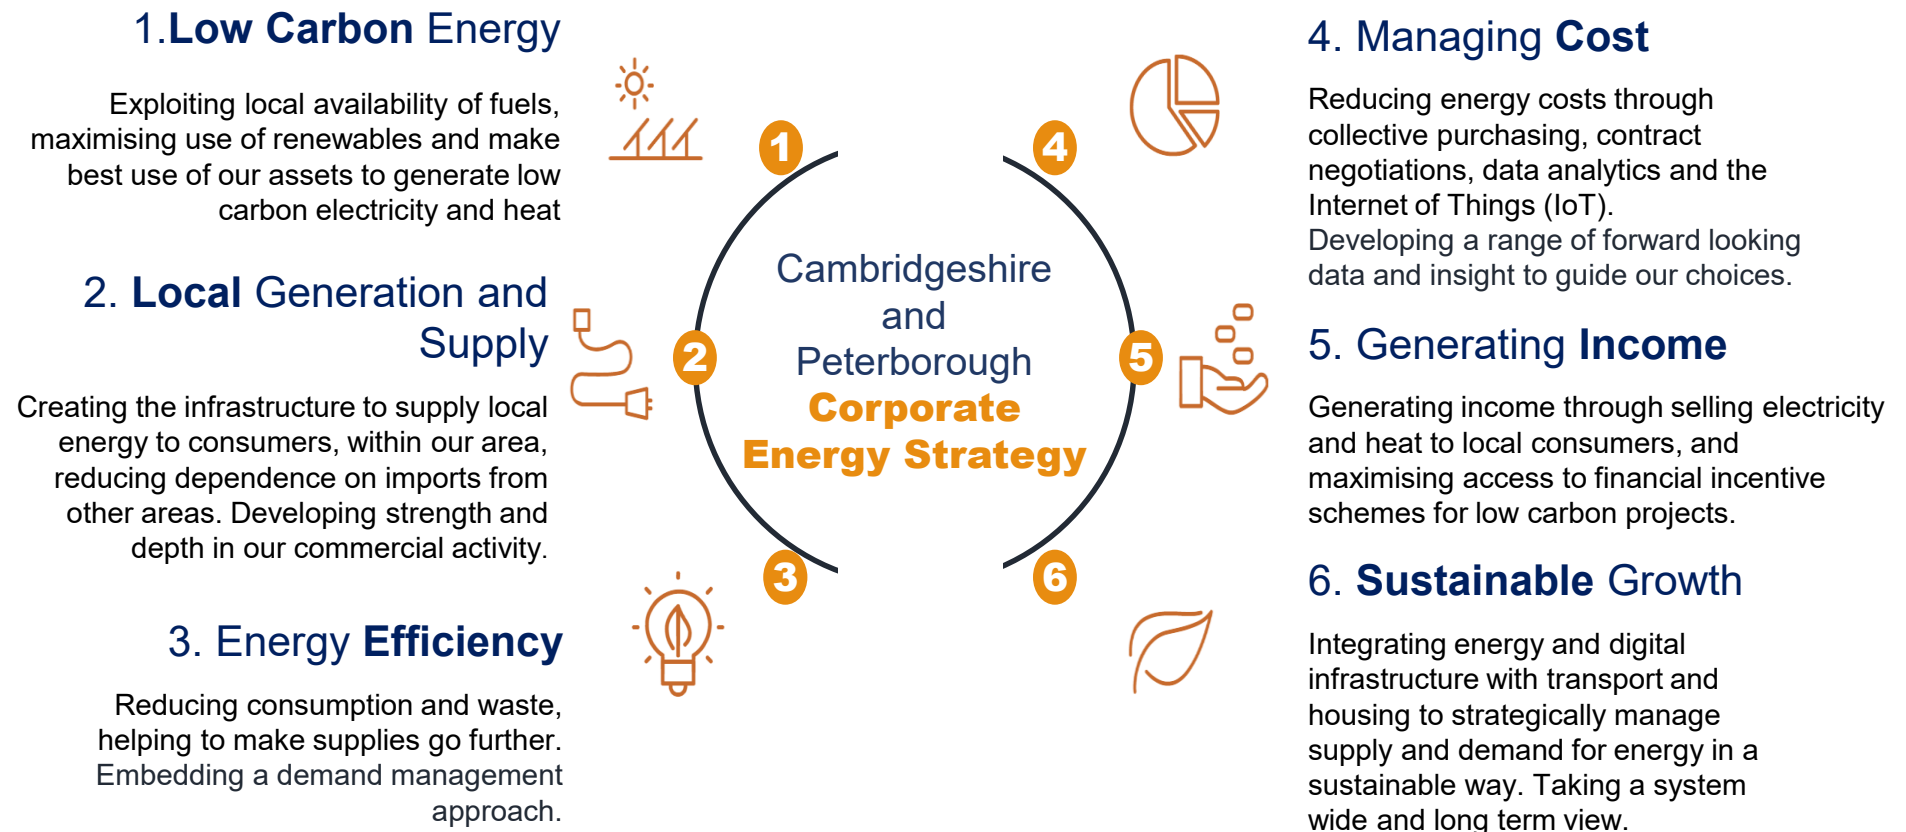 1.Low Carbon Energy
Exploiting local availability of fuels,
maximising use of renewables and make
best use of our assets to generate low
carbon electricity and heat
2. Local Generation and
Supply
Creating the infrastructure to supply local
energy to consumers, within our area,
reducing dependence on imports from
other areas. Developing strength and
depth in our commercial activity.
3. Energy Efficiency
Reducing consumption and waste,
helping to make supplies go further.
Embedding a demand management
approach.
1
2
3
Cambridgeshire
and
Peterborough
Corporate
Energy Strategy
4
5
6
4. Managing Cost
Reducing energy costs through
collective purchasing, contract
negotiations, data analytics and the
Internet of Things (IoT).
Developing a range of forward looking
data and insight to guide our choices.
5. Generating Income
Generating income through selling electricity
and heat to local consumers, and
maximising access to financial incentive
schemes for low carbon projects.
6. Sustainable Growth
Integrating energy and digital
infrastructure with transport and
housing to strategically manage
supply and demand for energy in a
sustainable way. Taking a system
wide and long term view.